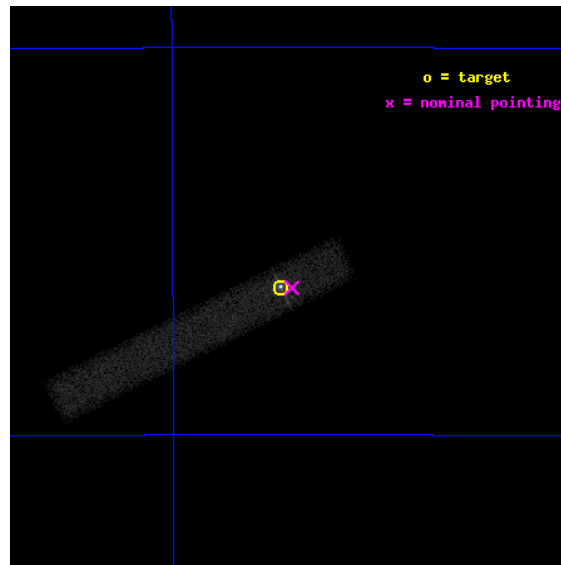 o = target
x = nominal pointing